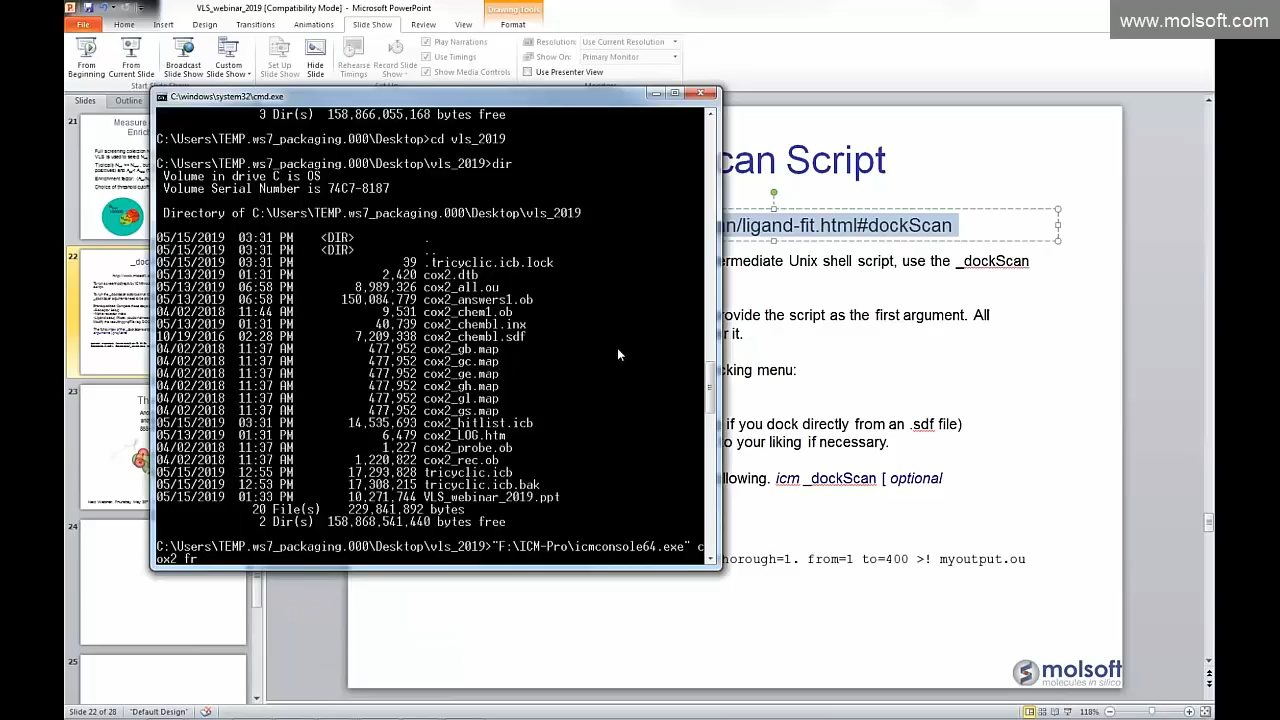 VLS_webinar_2019 [Compatibility Mode] - Microsoft PowerPoint
Drawing Tools
www.molsoft.com
File Home Insert Design Transitions Animations Slide Show Review View Format
From Beginning
From Current Slide
Broadcast Slide Show
Custom Slide Show
Set Up Slide Show
Hide Slide
Rehearse Timings
Record Slide Show
Play Narrations
Use Timings
Show Media Controls
Resolution: Use Current Resolution
Show On: Primary Monitor
Use Presenter View
Slides Outline
21
22
23
24
25
C:\windows\system32\cmd.exe
3 Dir(s) 158,866,055,168 bytes free
C:\Users\TEMP.ws7_packaging.000\Desktop>cd vls_2019
C:\Users\TEMP.ws7_packaging.000\Desktop\vls_2019>dir
Volume in drive C is OS
Volume Serial Number is 74C7-8187
Directory of C:\Users\TEMP.ws7_packaging.000\Desktop\vls_2019
05/15/2019 03:31 PM <DIR> .
05/15/2019 03:31 PM <DIR> ..
05/15/2019 03:31 PM 39 .tricyclic.icb.lock
05/13/2019 01:31 PM 2,420 cox2.dtb
05/13/2019 06:58 PM 8,989,326 cox2_all.ou
05/13/2019 06:58 PM 150,084,779 cox2_answers1.ob
04/02/2018 11:44 AM 9,531 cox2_chem1.ob
05/13/2019 01:31 PM 40,739 cox2_chembl.inx
10/19/2016 02:28 PM 7,209,338 cox2_chembl.sdf
04/02/2018 11:37 AM 477,952 cox2_gb.map
04/02/2018 11:37 AM 477,952 cox2_gc.map
04/02/2018 11:37 AM 477,952 cox2_ge.map
04/02/2018 11:37 AM 477,952 cox2_gh.map
04/02/2018 11:37 AM 477,952 cox2_gl.map
04/02/2018 11:37 AM 477,952 cox2_gs.map
05/15/2019 03:31 PM 14,535,693 cox2_hitlist.icb
05/13/2019 01:31 PM 6,479 cox2_LOG.htm
04/02/2018 11:37 AM 1,227 cox2_probe.ob
04/02/2018 11:37 AM 1,220,822 cox2_rec.ob
05/15/2019 12:55 PM 17,293,828 tricyclic.icb
05/15/2019 12:53 PM 17,308,215 tricyclic.icb.bak
05/15/2019 01:33 PM 10,271,744 VLS_webinar_2019.ppt
20 File(s) 229,841,892 bytes
2 Dir(s) 158,868,541,440 bytes free
C:\Users\TEMP.ws7_packaging.000\Desktop\vls_2019>"F:\ICM-Pro\icmconsole64.exe" c
ox2 fr
can Script
n/ligand-fit.html#dockScan
rmediate Unix shell script, use the _dockScan
rovide the script as the first argument. All
r it.
cking menu:
if you dock directly from an .sdf file)
to your liking if necessary.
llowing. icm _dockScan [ optional
horough=1. from=1 to=400 >! myoutput.ou
molsoft
molecules in silico
Slide 22 of 28 "Default Design" 118%